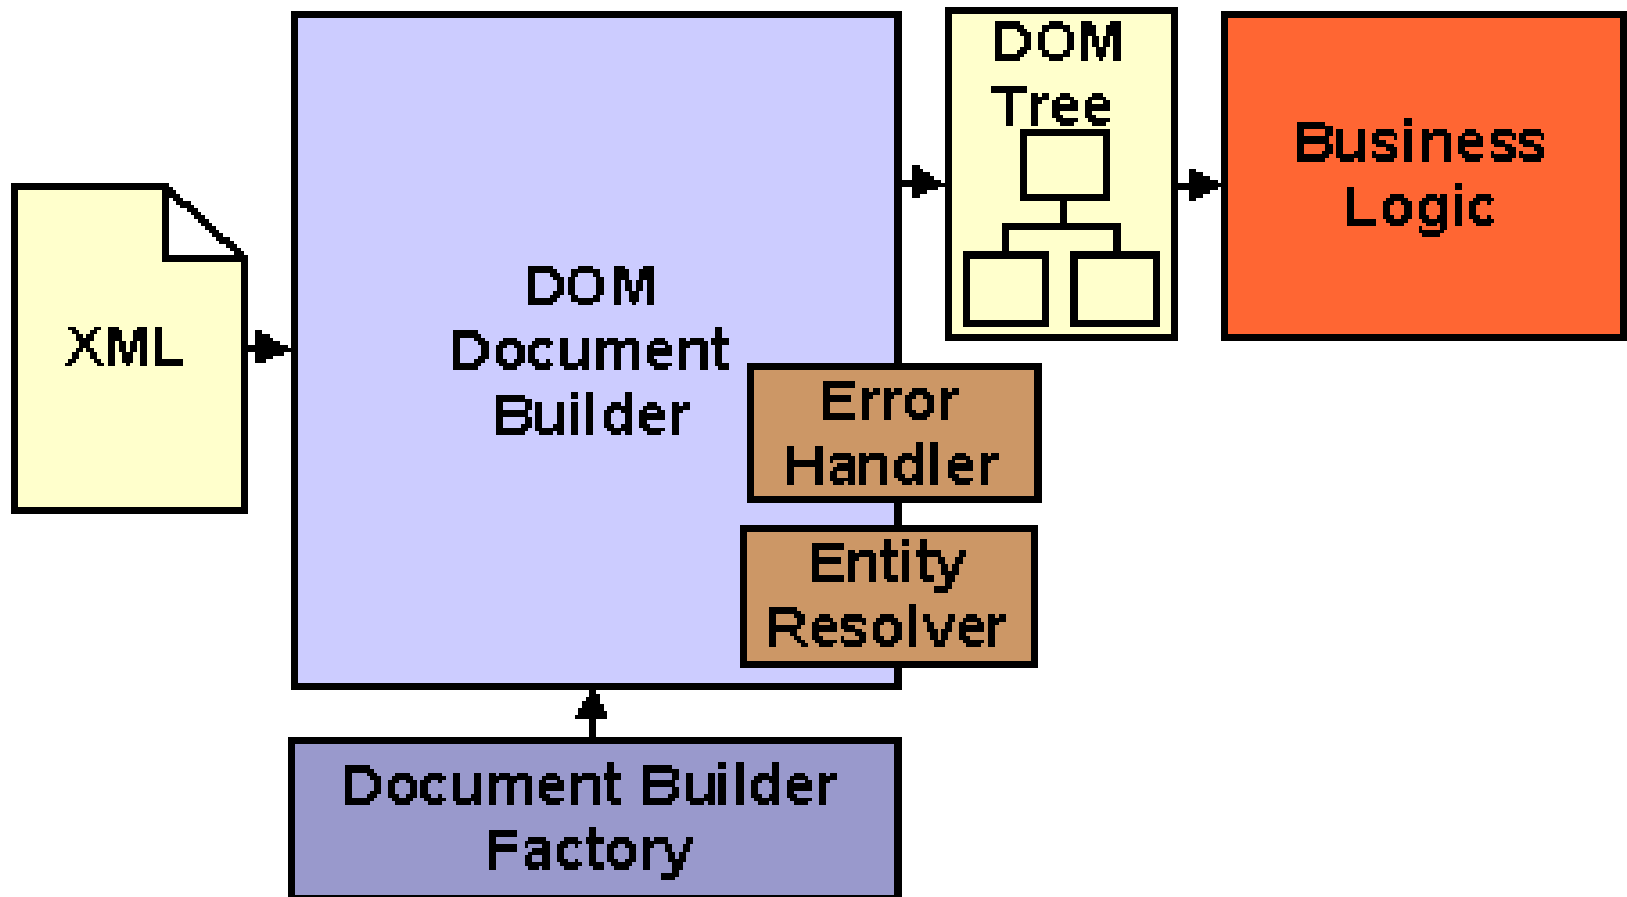 XML
DOM
Document
Builder
DOM
Tree
Business
Logic
Error
Handler
Entity
Resolver
Document Builder
Factory